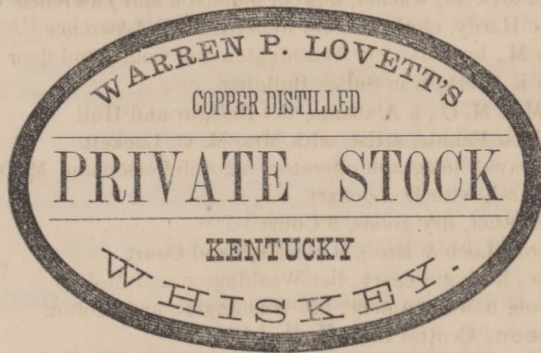 WARREN P. LOVETT'S
COPPER DISTILLED
PRIVATE STOCK
KENTUCKY
WHISKEY.